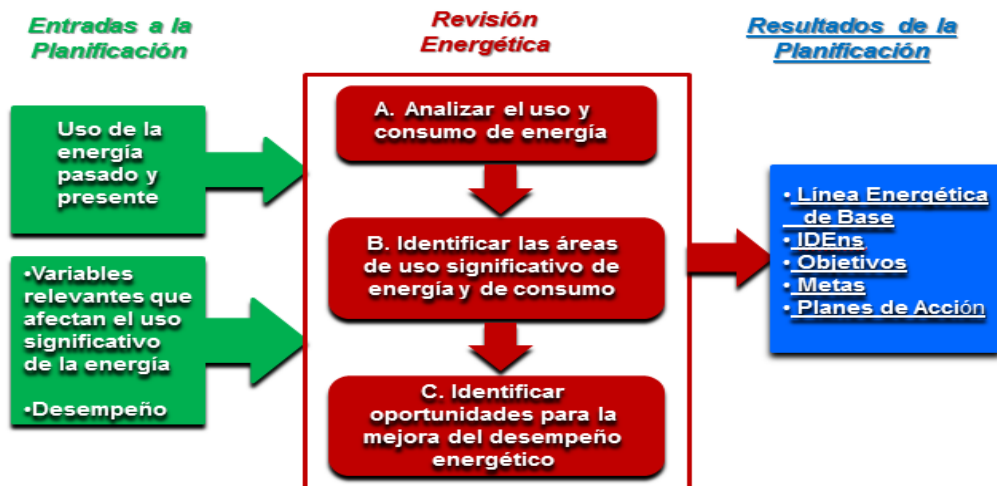 Entradas a la
Planificación
Uso de la
energía
pasado y
presente
•Variables
relevantes que
afectan el uso
significativo
de la energía
•Desempeño
Revisión
Energética
A. Analizar el uso y
consumo de energía
B. Identificar las áreas
de uso significativo de
energía y de consumo
C. Identificar
oportunidades para la
mejora del desempeño
energético
Resultados de la
Planificación
• Línea Energética
de Base
• IDEns
• Objetivos
• Metas
• Planes de Acción